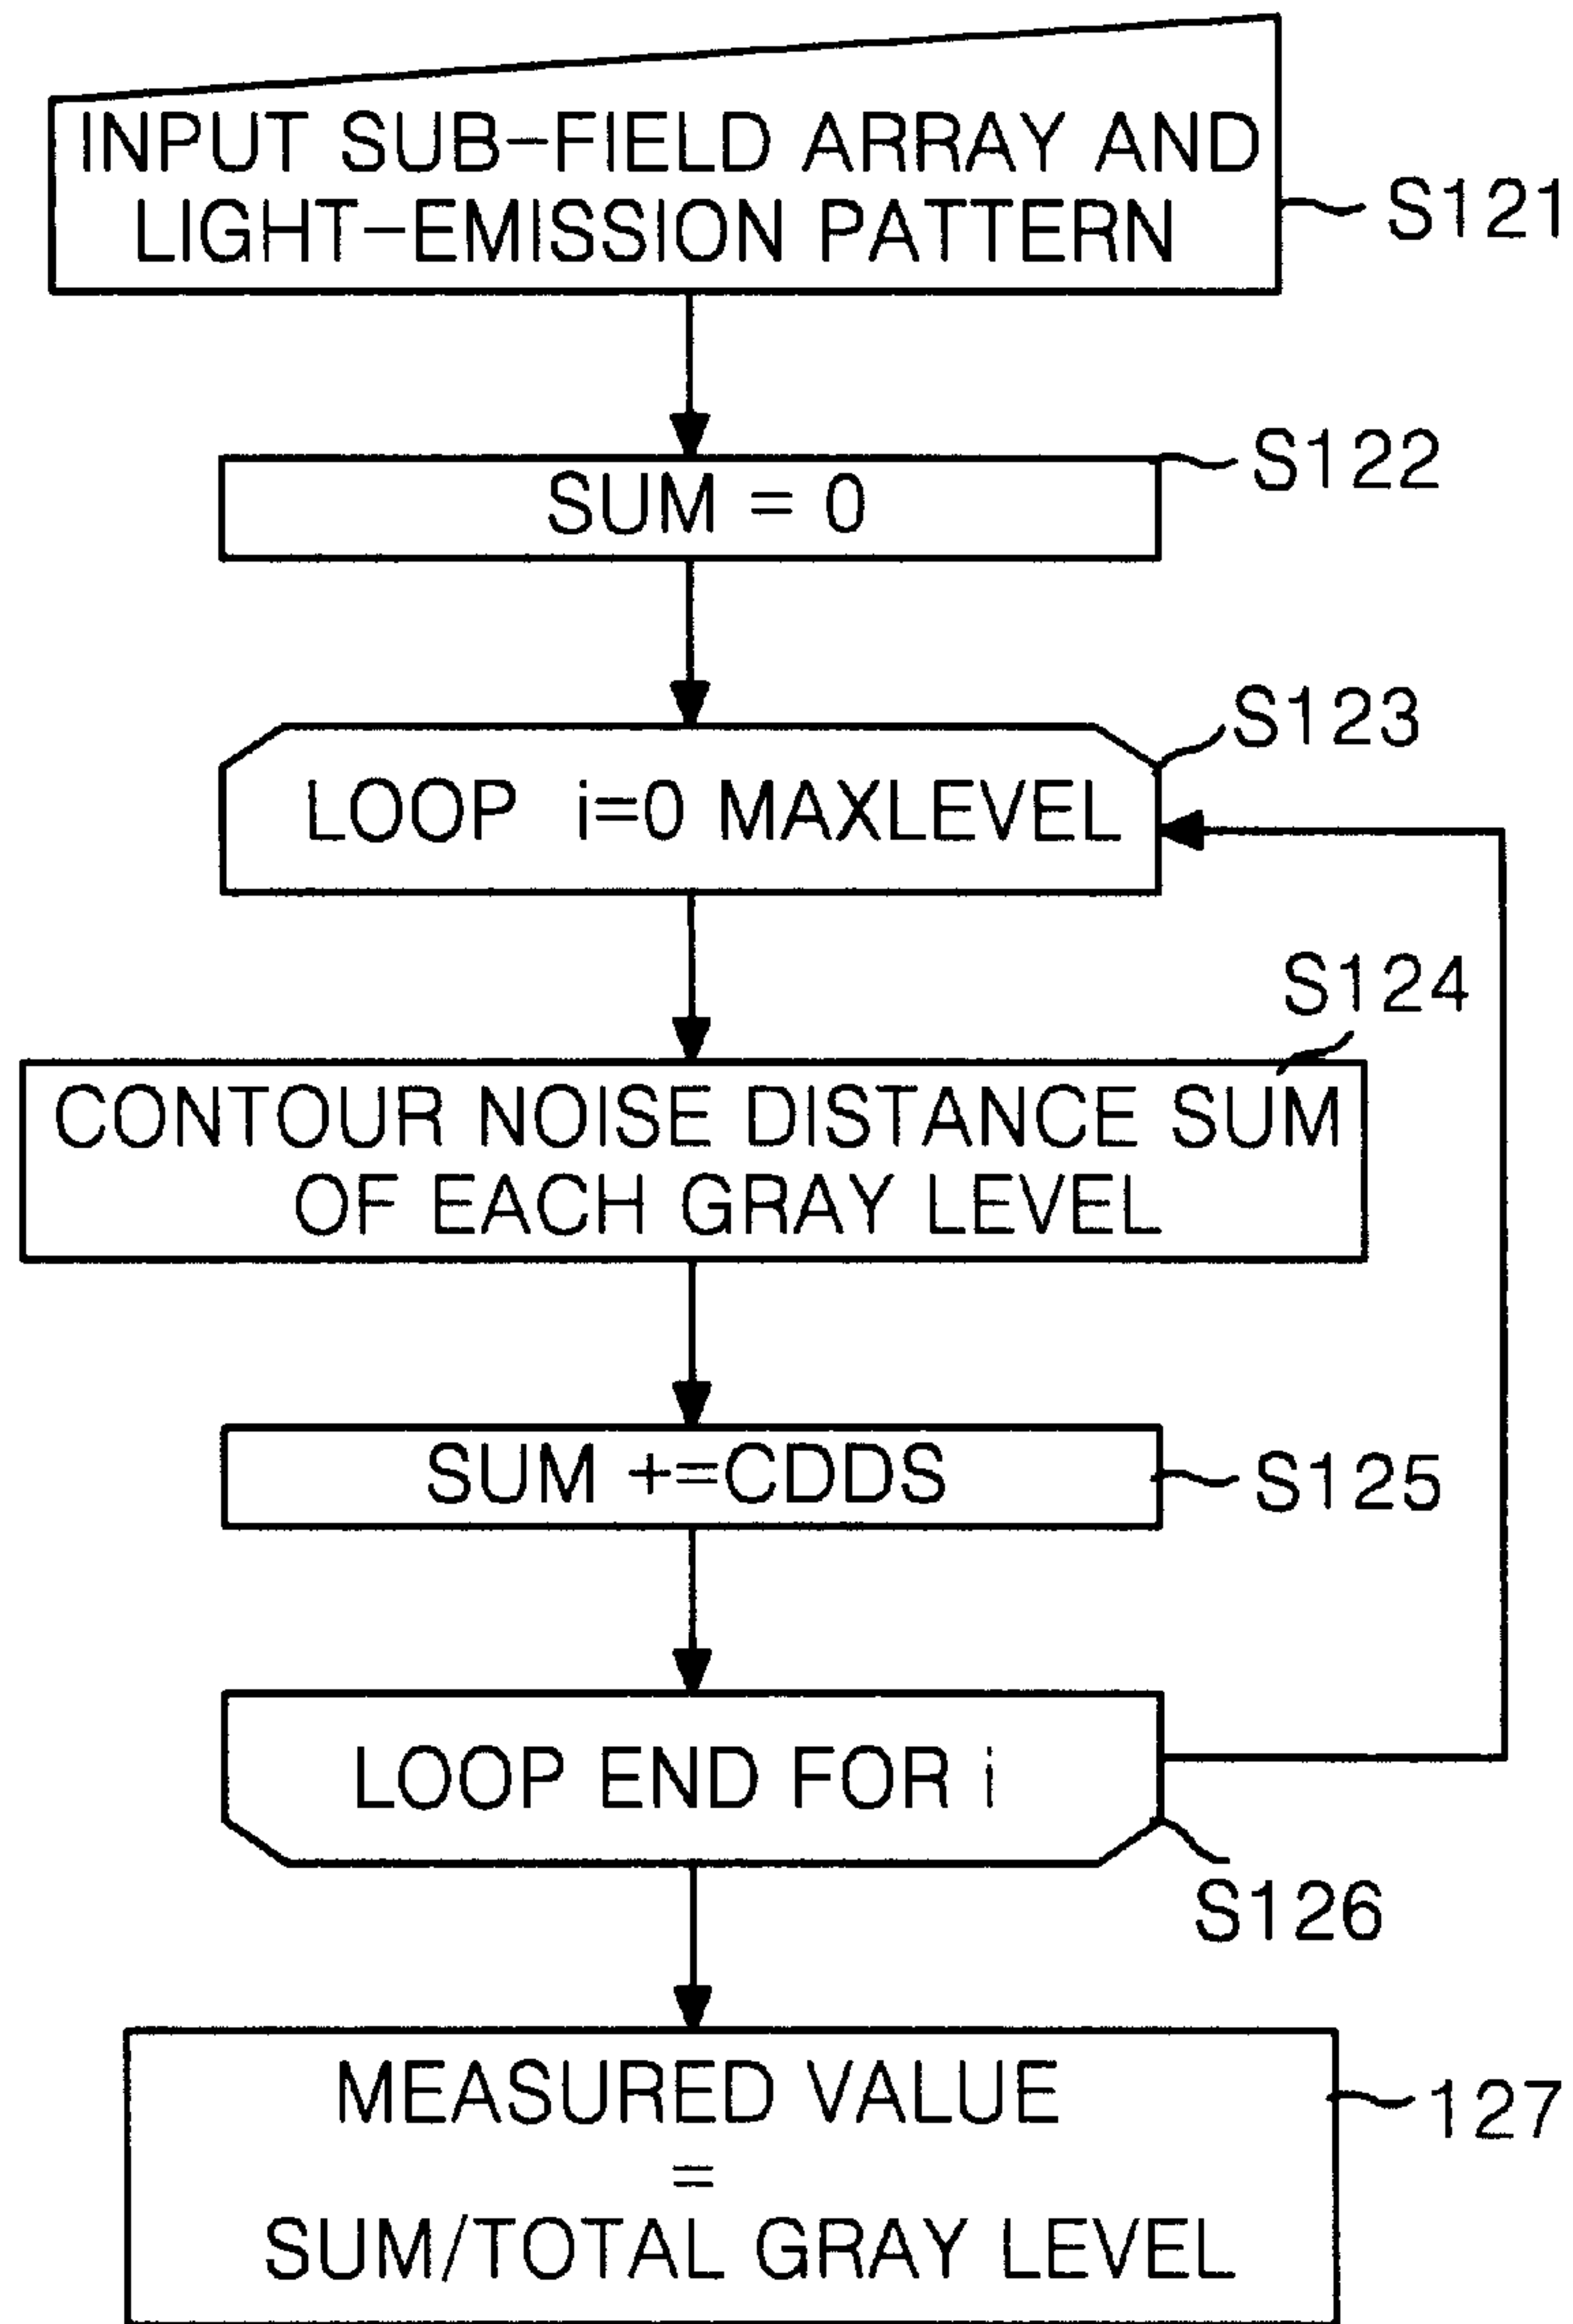 INPUT SUB-FIELD ARRAY AND
LIGHT-EMISSION PATTERN
S121
S122
SUM = 0
S123
LOOP i=0 MAXLEVEL
S124
CONTOUR NOISE DISTANCE SUM
OF EACH GRAY LEVEL
SUM +=CDDS
S125
LOOP END FOR i
S126
MEASURED VALUE
127
=
SUM/TOTAL GRAY LEVEL